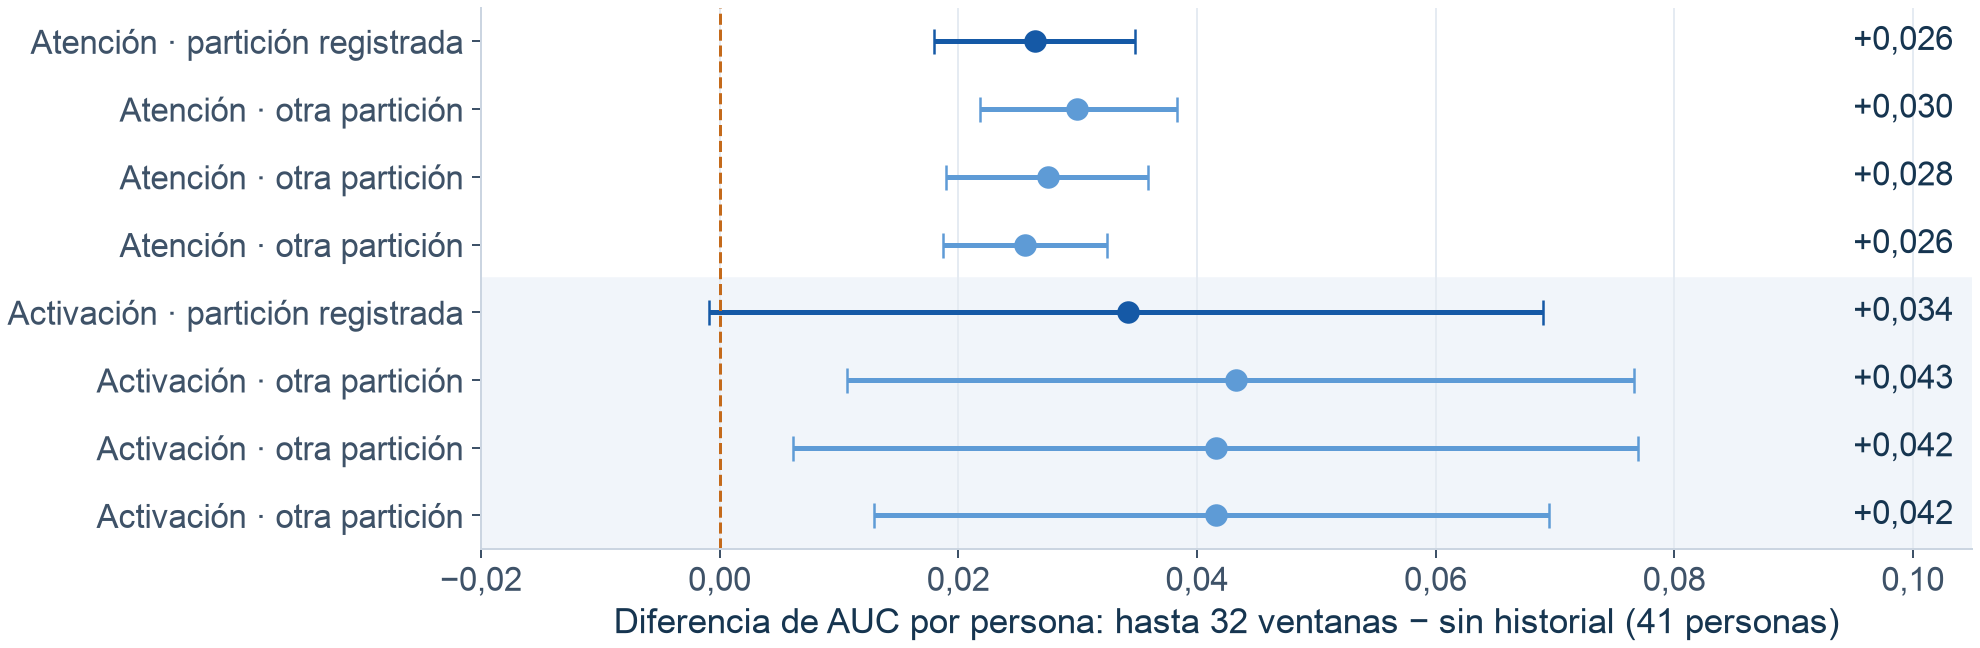 Atención · partición registrada +0,026
Atención · otra partición +0,030
Atención · otra partición +0,028
Atención · otra partición +0,026
Activación · partición registrada +0,034
Activación · otra partición +0,043
Activación · otra partición +0,042
Activación · otra partición +0,042
−0,02 0,00 0,02 0,04 0,06 0,08 0,10
Diferencia de AUC por persona: hasta 32 ventanas − sin historial (41 personas)